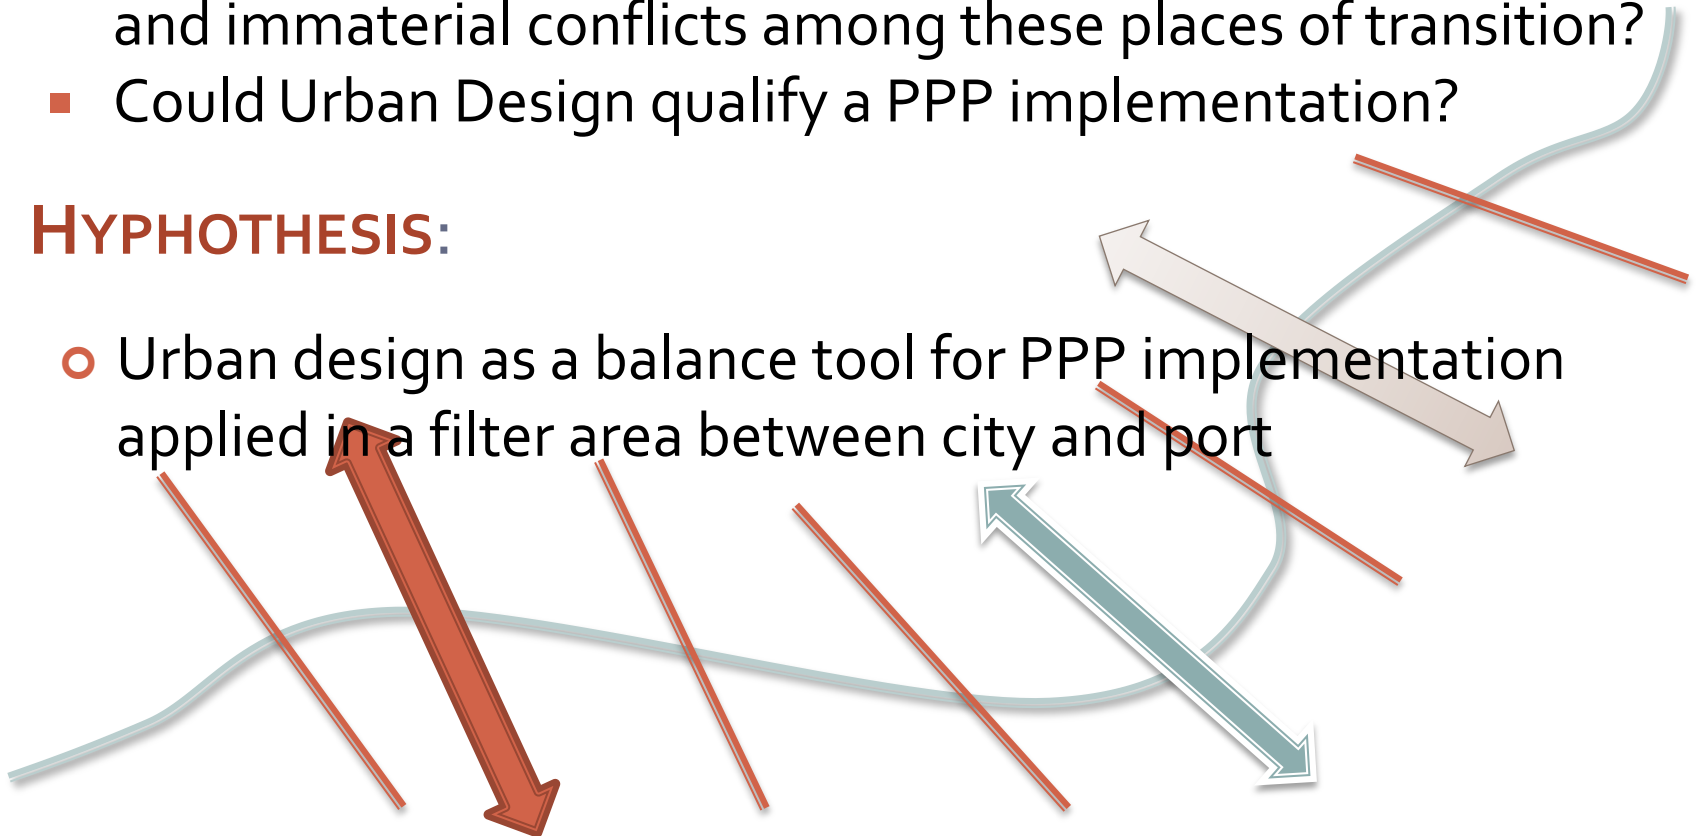 and immaterial conflicts among these places of transition?
Could Urban Design qualify a PPP implementation?
HYPHOTHESIS:
Urban design as a balance tool for PPP implementation
applied in a filter area between city and port